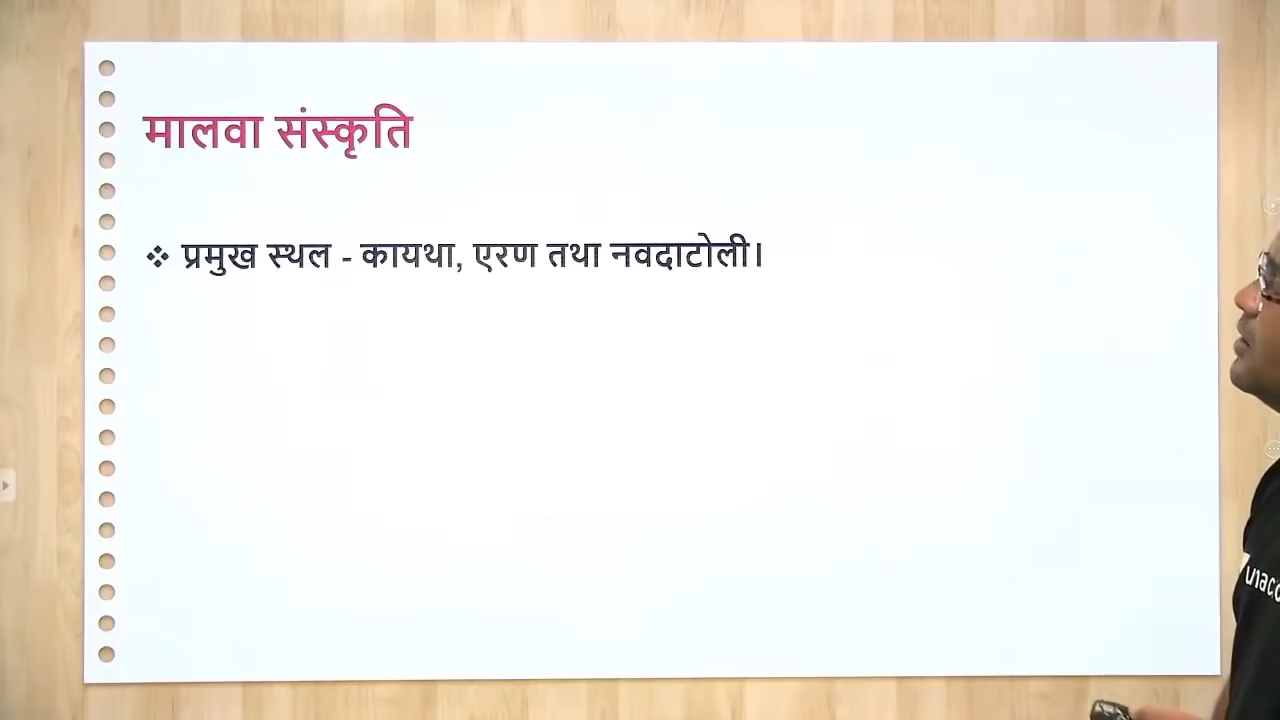 मालवा संस्कृति
❖ प्रमुख स्थल - कायथा, एरण तथा नवदाटोली।